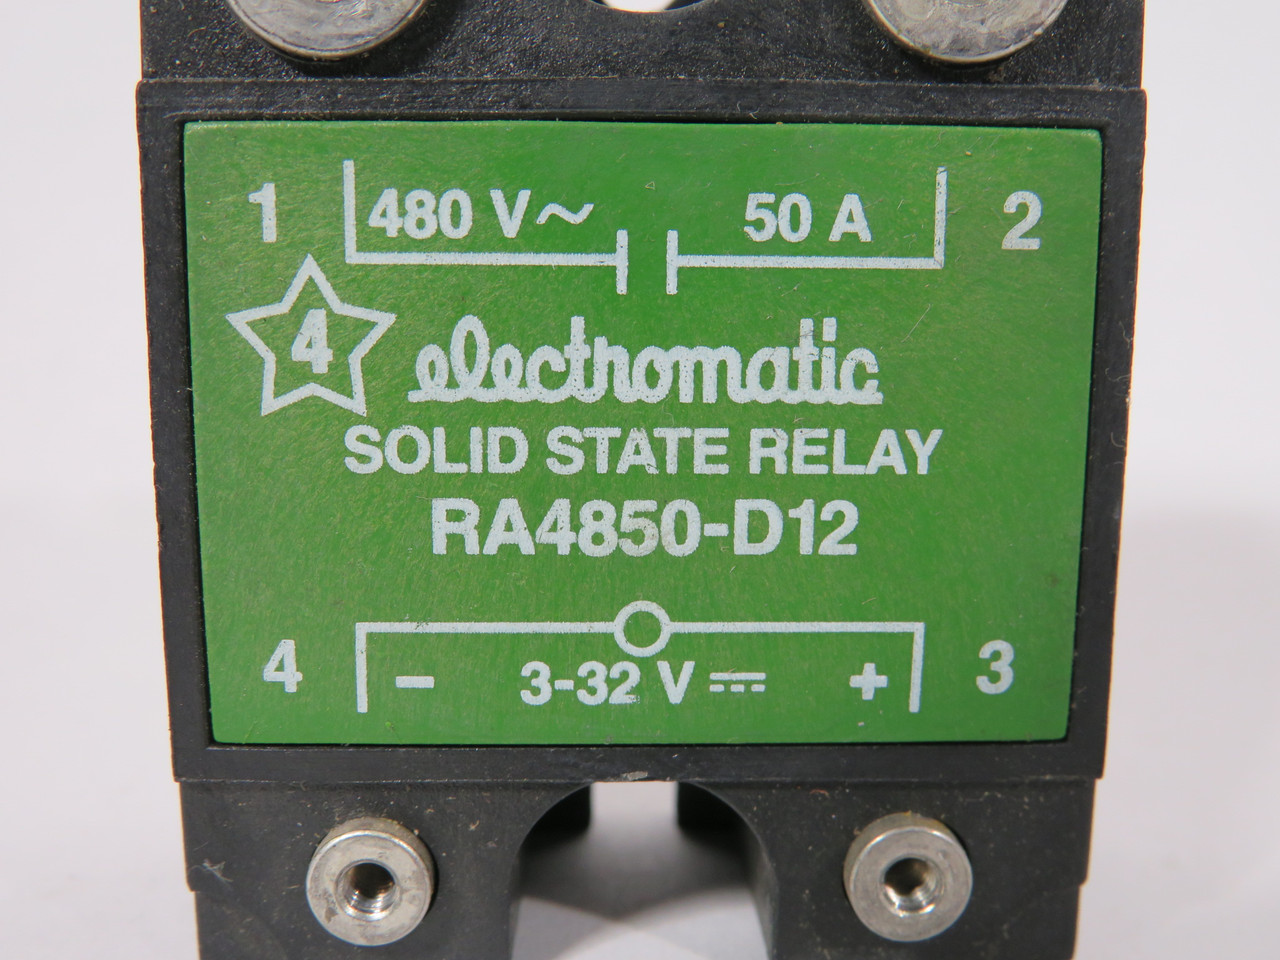 1 480 V~ 50 A 2
4 electromatic
SOLID STATE RELAY
RA4850-D12
4 - 3-32 V ⎓ + 3